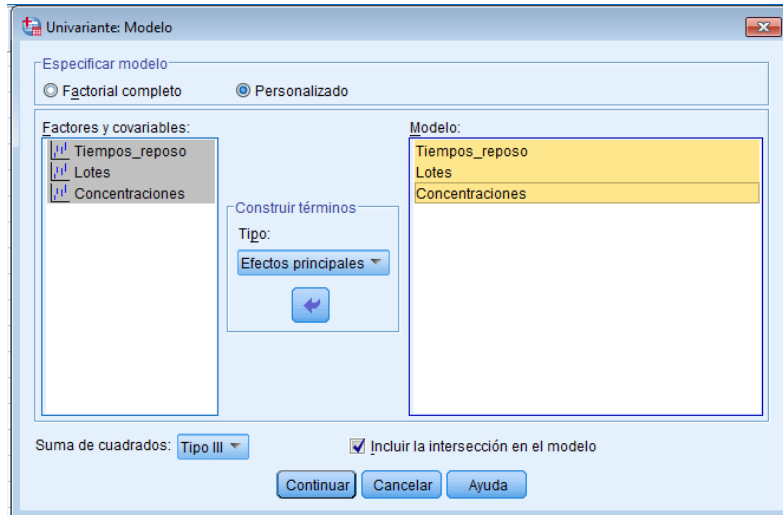 Univariante: Modelo
Especificar modelo
Factorial completo
Personalizado
Factores y covariables:
Tiempos_reposo
Lotes
Concentraciones
Construir términos
Tipo:
Efectos principales
Modelo:
Tiempos_reposo
Lotes
Concentraciones
Suma de cuadrados:
Tipo III
Incluir la intersección en el modelo
Continuar
Cancelar
Ayuda